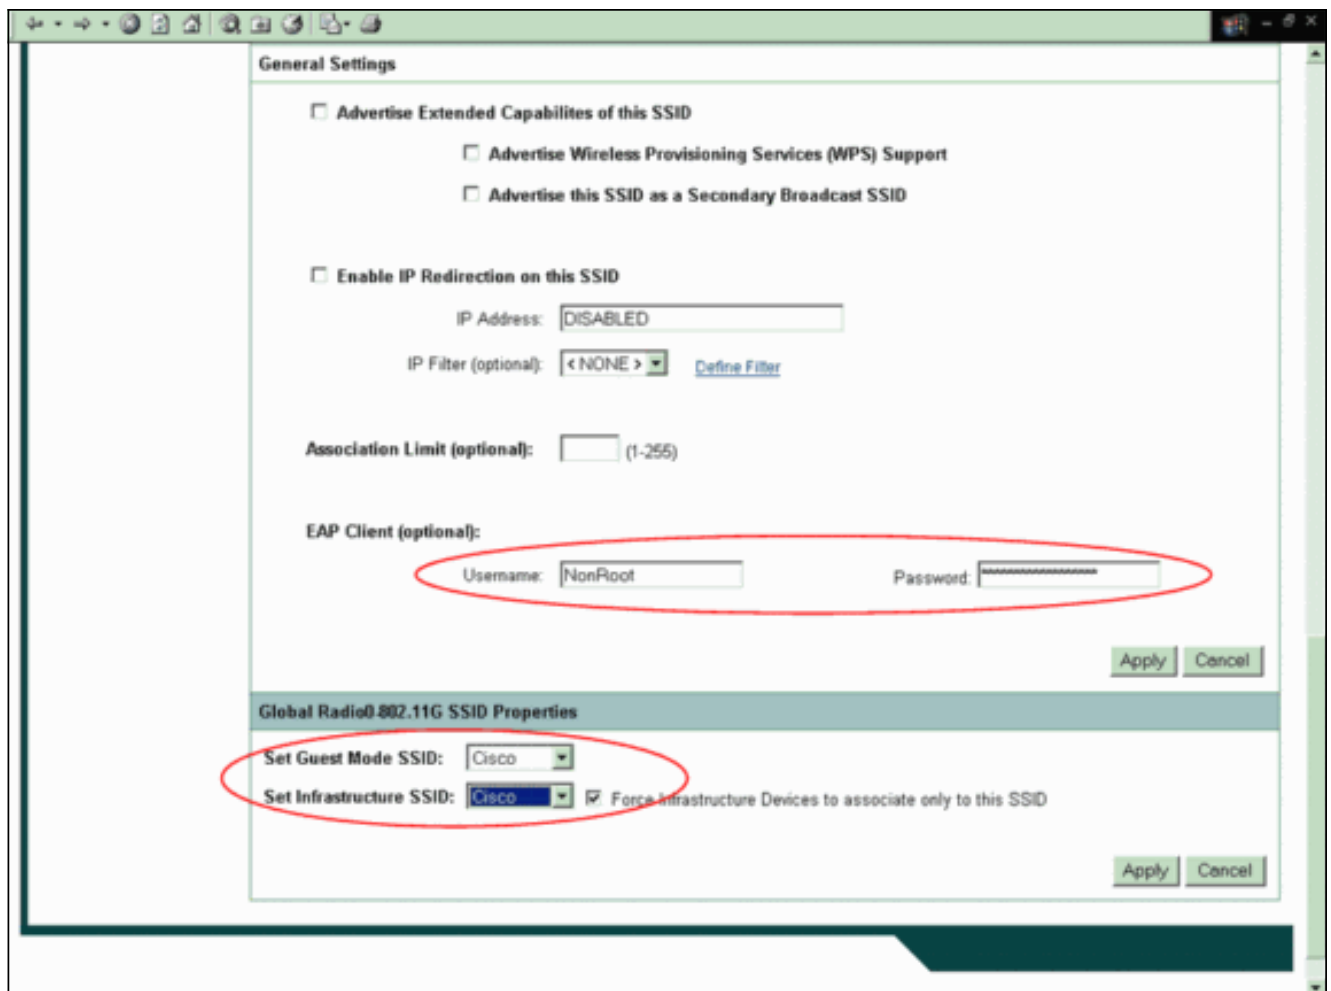 General Settings
Advertise Extended Capabilites of this SSID
Advertise Wireless Provisioning Services (WPS) Support
Advertise this SSID as a Secondary Broadcast SSID
Enable IP Redirection on this SSID
IP Address: DISABLED
IP Filter (optional): < NONE > Define Filter
Association Limit (optional): (1-255)
EAP Client (optional):
Username: NonRoot Password: ******************
Apply Cancel
Global Radio0-802.11G SSID Properties
Set Guest Mode SSID: Cisco
Set Infrastructure SSID: Cisco Force Infrastructure Devices to associate only to this SSID
Apply Cancel